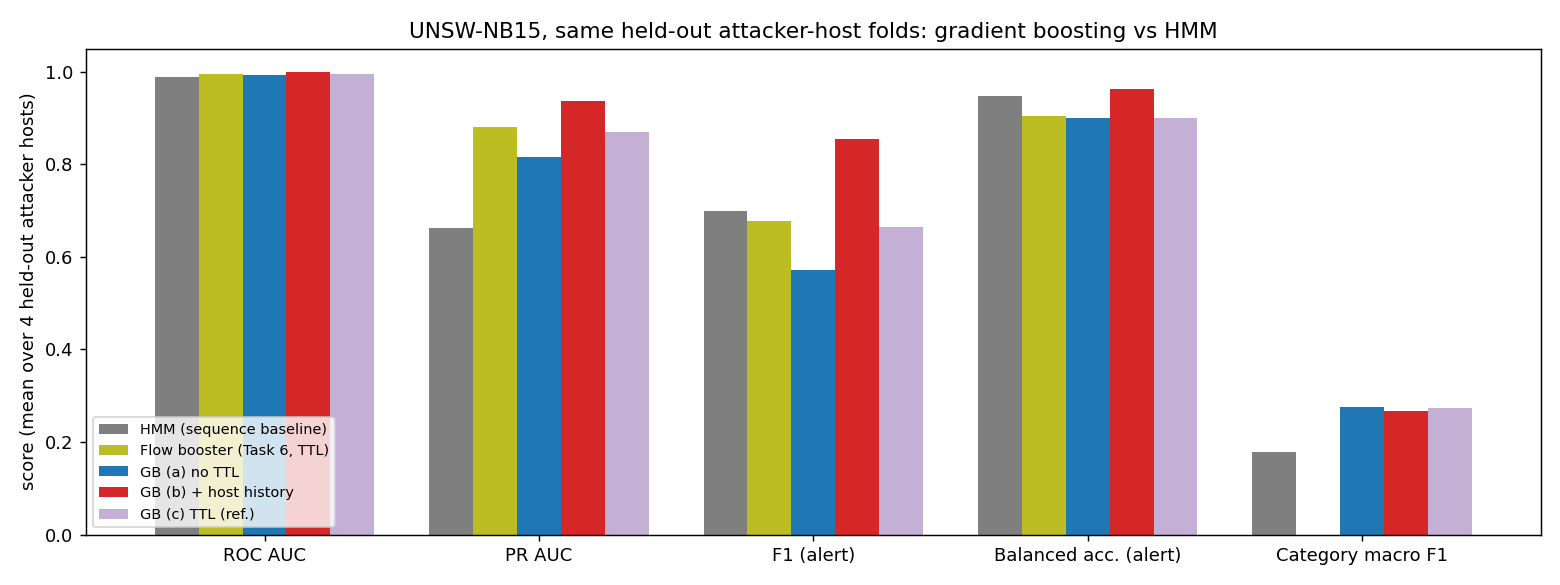 UNSW-NB15, same held-out attacker-host folds: gradient boosting vs HMM
score (mean over 4 held-out attacker hosts)
1.0
0.8
0.6
0.4
0.2
0.0
HMM (sequence baseline)
Flow booster (Task 6, TTL)
GB (a) no TTL
GB (b) + host history
GB (c) TTL (ref.)
ROC AUC
PR AUC
F1 (alert)
Balanced acc. (alert)
Category macro F1